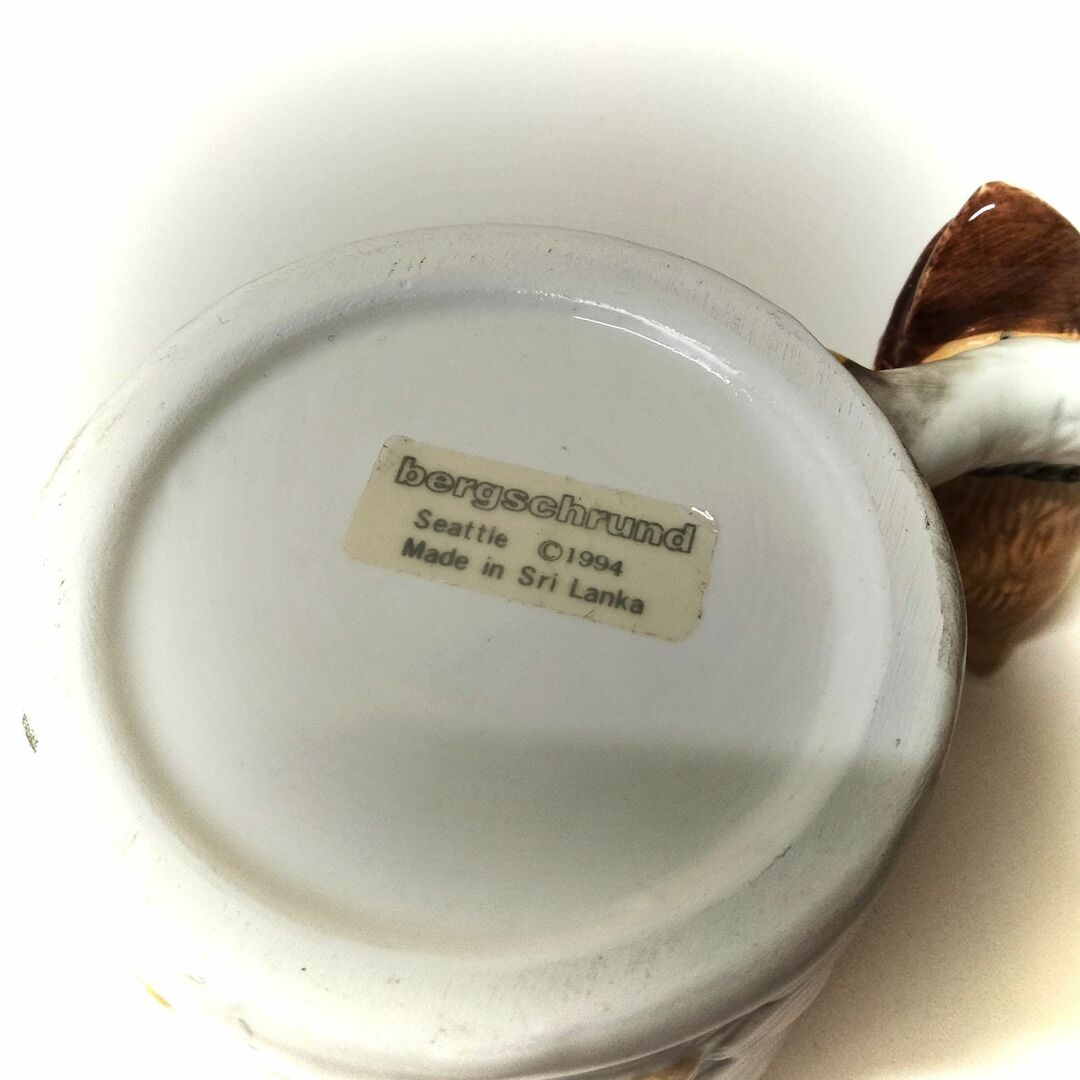 bergschrund
Seattle ©1994
Made in Sri Lanka